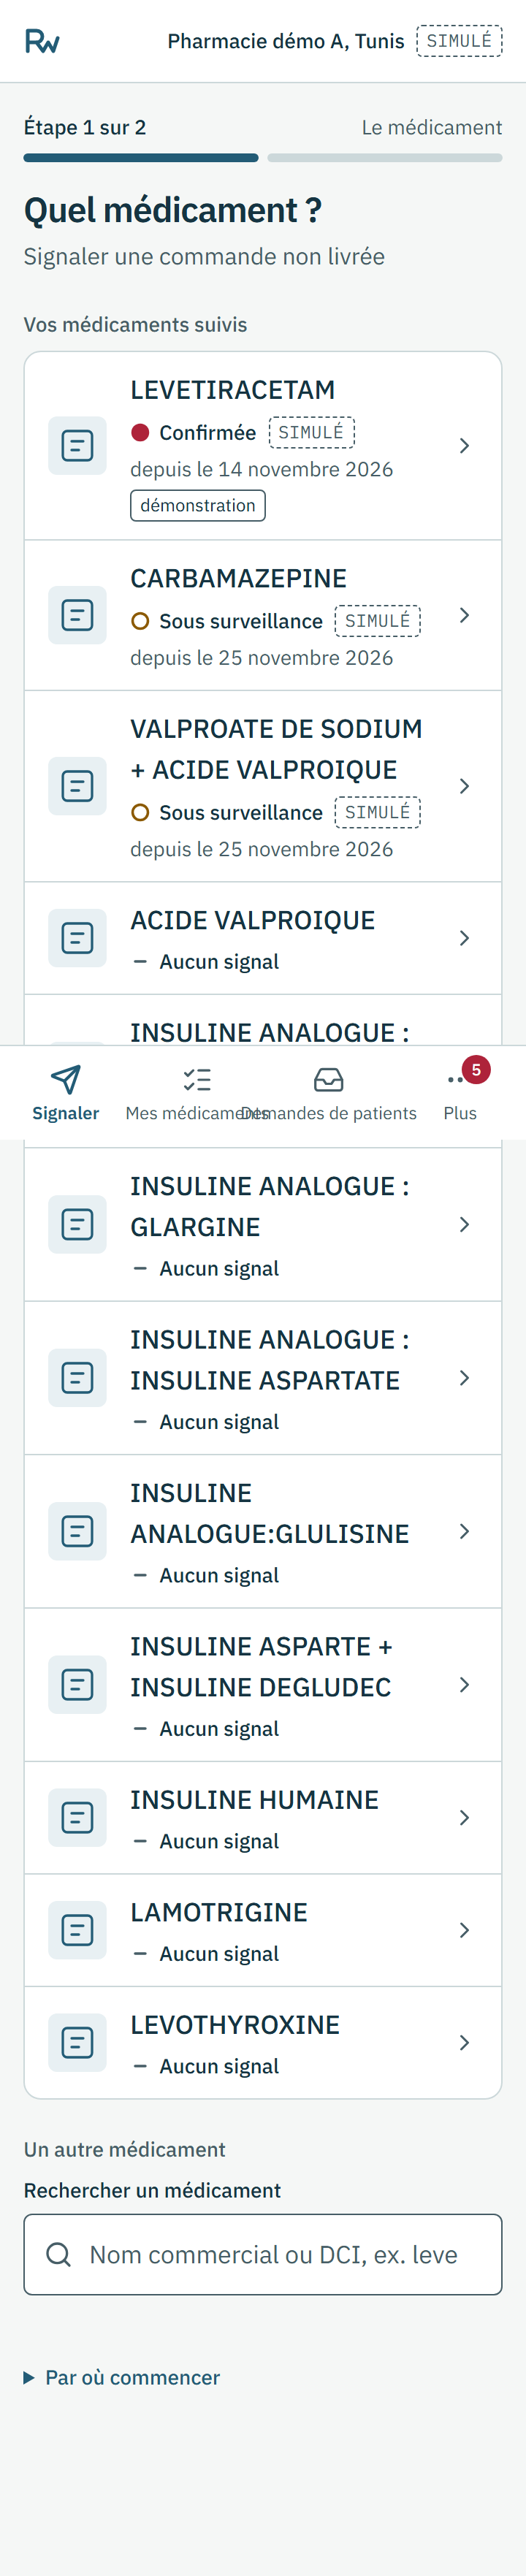 Rw
Pharmacie démo A, Tunis SIMULÉ
Étape 1 sur 2 Le médicament
Quel médicament ?
Signaler une commande non livrée
Vos médicaments suivis
LEVETIRACETAM
Confirmée SIMULÉ
depuis le 14 novembre 2026
démonstration
CARBAMAZEPINE
Sous surveillance SIMULÉ
depuis le 25 novembre 2026
VALPROATE DE SODIUM
+ ACIDE VALPROIQUE
Sous surveillance SIMULÉ
depuis le 25 novembre 2026
ACIDE VALPROIQUE
– Aucun signal
INSULINE ANALOGUE :
5
Signaler Mes médicaments Demandes de patients Plus
INSULINE ANALOGUE :
GLARGINE
– Aucun signal
INSULINE ANALOGUE :
INSULINE ASPARTATE
– Aucun signal
INSULINE
ANALOGUE:GLULISINE
– Aucun signal
INSULINE ASPARTE +
INSULINE DEGLUDEC
– Aucun signal
INSULINE HUMAINE
– Aucun signal
LAMOTRIGINE
– Aucun signal
LEVOTHYROXINE
– Aucun signal
Un autre médicament
Rechercher un médicament
Nom commercial ou DCI, ex. leve
Par où commencer